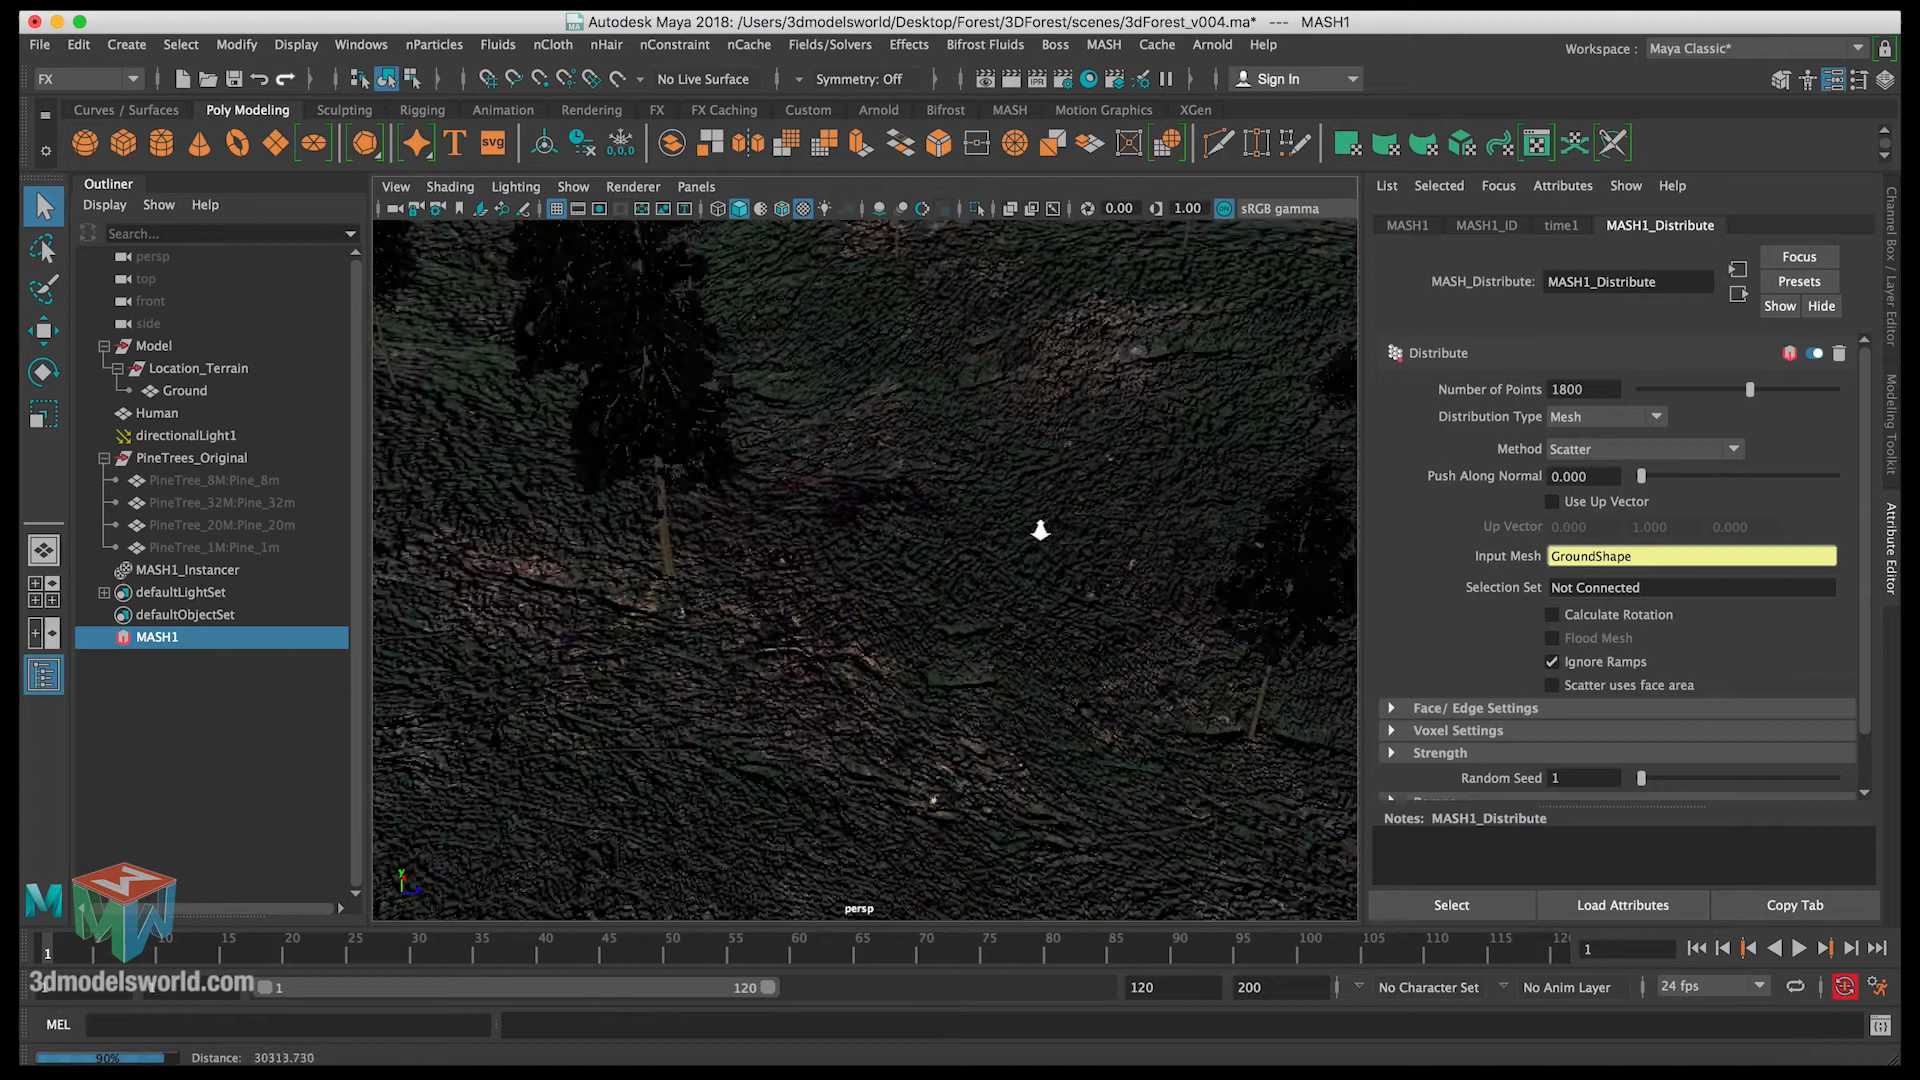 Autodesk Maya 2018: /Users/3dmodelsworld/Desktop/Forest/3DForest/scenes/3dForest_v004.ma* --- MASH1
File Edit Create Select Modify Display Windows nParticles Fluids nCloth nHair nConstraint nCache Fields/Solvers Effects Bifrost Fluids Boss MASH Cache Arnold Help
Workspace : Maya Classic*
FX No Live Surface Symmetry: Off IPR Sign In
Curves / Surfaces Poly Modeling Sculpting Rigging Animation Rendering FX FX Caching Custom Arnold Bifrost MASH Motion Graphics XGen
T svg 0,0,0
Outliner
Display Show Help
Search...
persp
top
front
side
Model
Location_Terrain
Ground
Human
directionalLight1
PineTrees_Original
PineTree_8M:Pine_8m
PineTree_32M:Pine_32m
PineTree_20M:Pine_20m
PineTree_1M:Pine_1m
MASH1_Instancer
defaultLightSet
defaultObjectSet
MASH1
View Shading Lighting Show Renderer Panels
0.00 1.00 ON sRGB gamma
persp
List Selected Focus Attributes Show Help
MASH1 MASH1_ID time1 MASH1_Distribute
MASH_Distribute: MASH1_Distribute
Focus
Presets
Show Hide
Distribute
Number of Points 1800
Distribution Type Mesh
Method Scatter
Push Along Normal 0.000
Use Up Vector
Up Vector 0.000 1.000 0.000
Input Mesh GroundShape
Selection Set Not Connected
Calculate Rotation
Flood Mesh
Ignore Ramps
Scatter uses face area
Face/ Edge Settings
Voxel Settings
Strength
Random Seed 1
Notes: MASH1_Distribute
Select Load Attributes Copy Tab
Channel Box / Layer Editor
Modeling Toolkit
Attribute Editor
1 10 15 20 25 30 35 40 45 50 55 60 65 70 75 80 85 90 95 100 105 110 115 1
3dmodelsworld.com
1 120 120 200 No Character Set No Anim Layer 24 fps
MEL
90% Distance: 30313.730